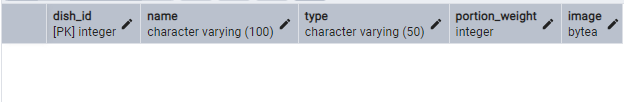 dish_id
[PK] integer
name
character varying (100)
type
character varying (50)
portion_weight
integer
image
bytea